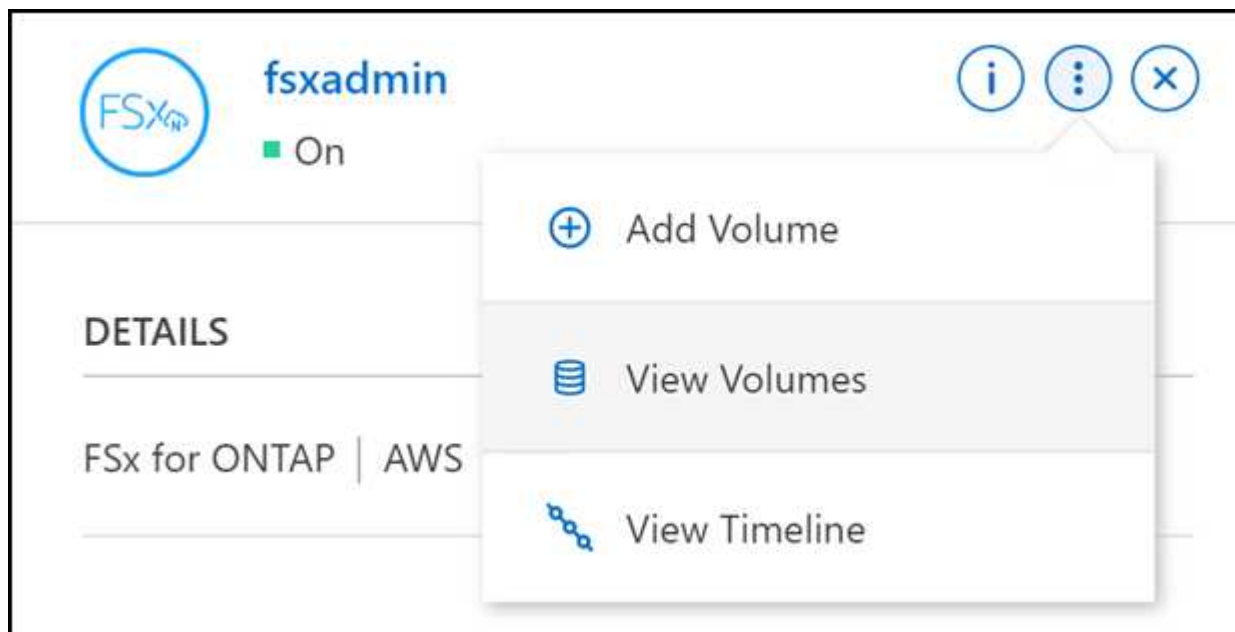 FSx
fsxadmin
On
Add Volume
DETAILS
View Volumes
FSx for ONTAP | AWS
View Timeline